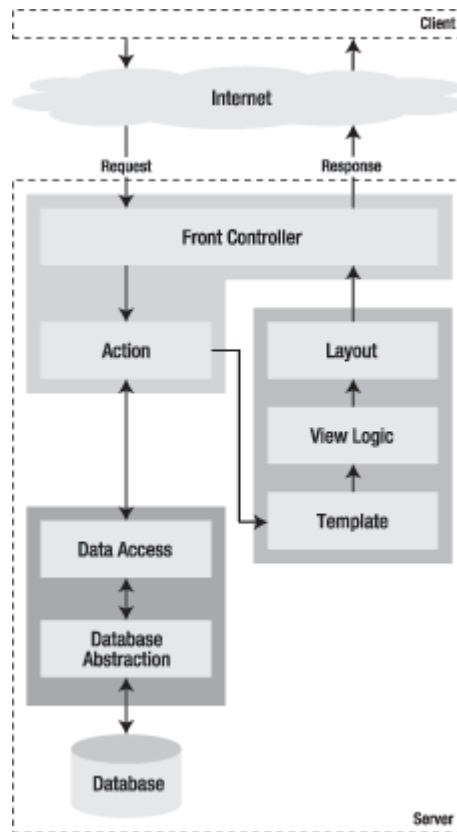 Client
Internet
Request
Response
Front Controller
Action
Layout
View Logic
Template
Data Access
Database
Abstraction
Database
Server